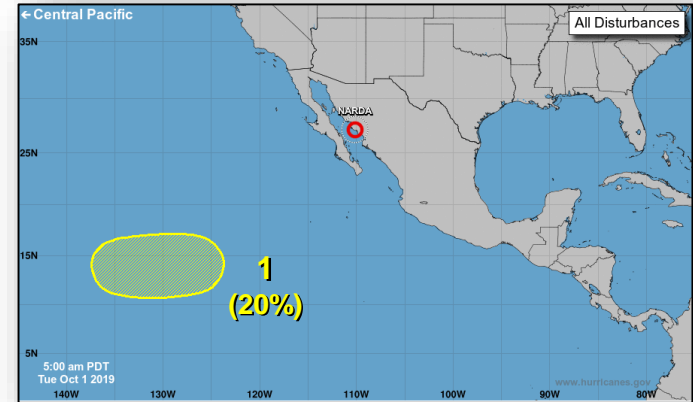 ← Central Pacific
All Disturbances
35N
NARDA
25N
15N
1
(20%)
5N
5:00 am PDT
Tue Oct 1 2019
www.hurricanes.gov
140W 130W 120W 110W 100W 90W 80W